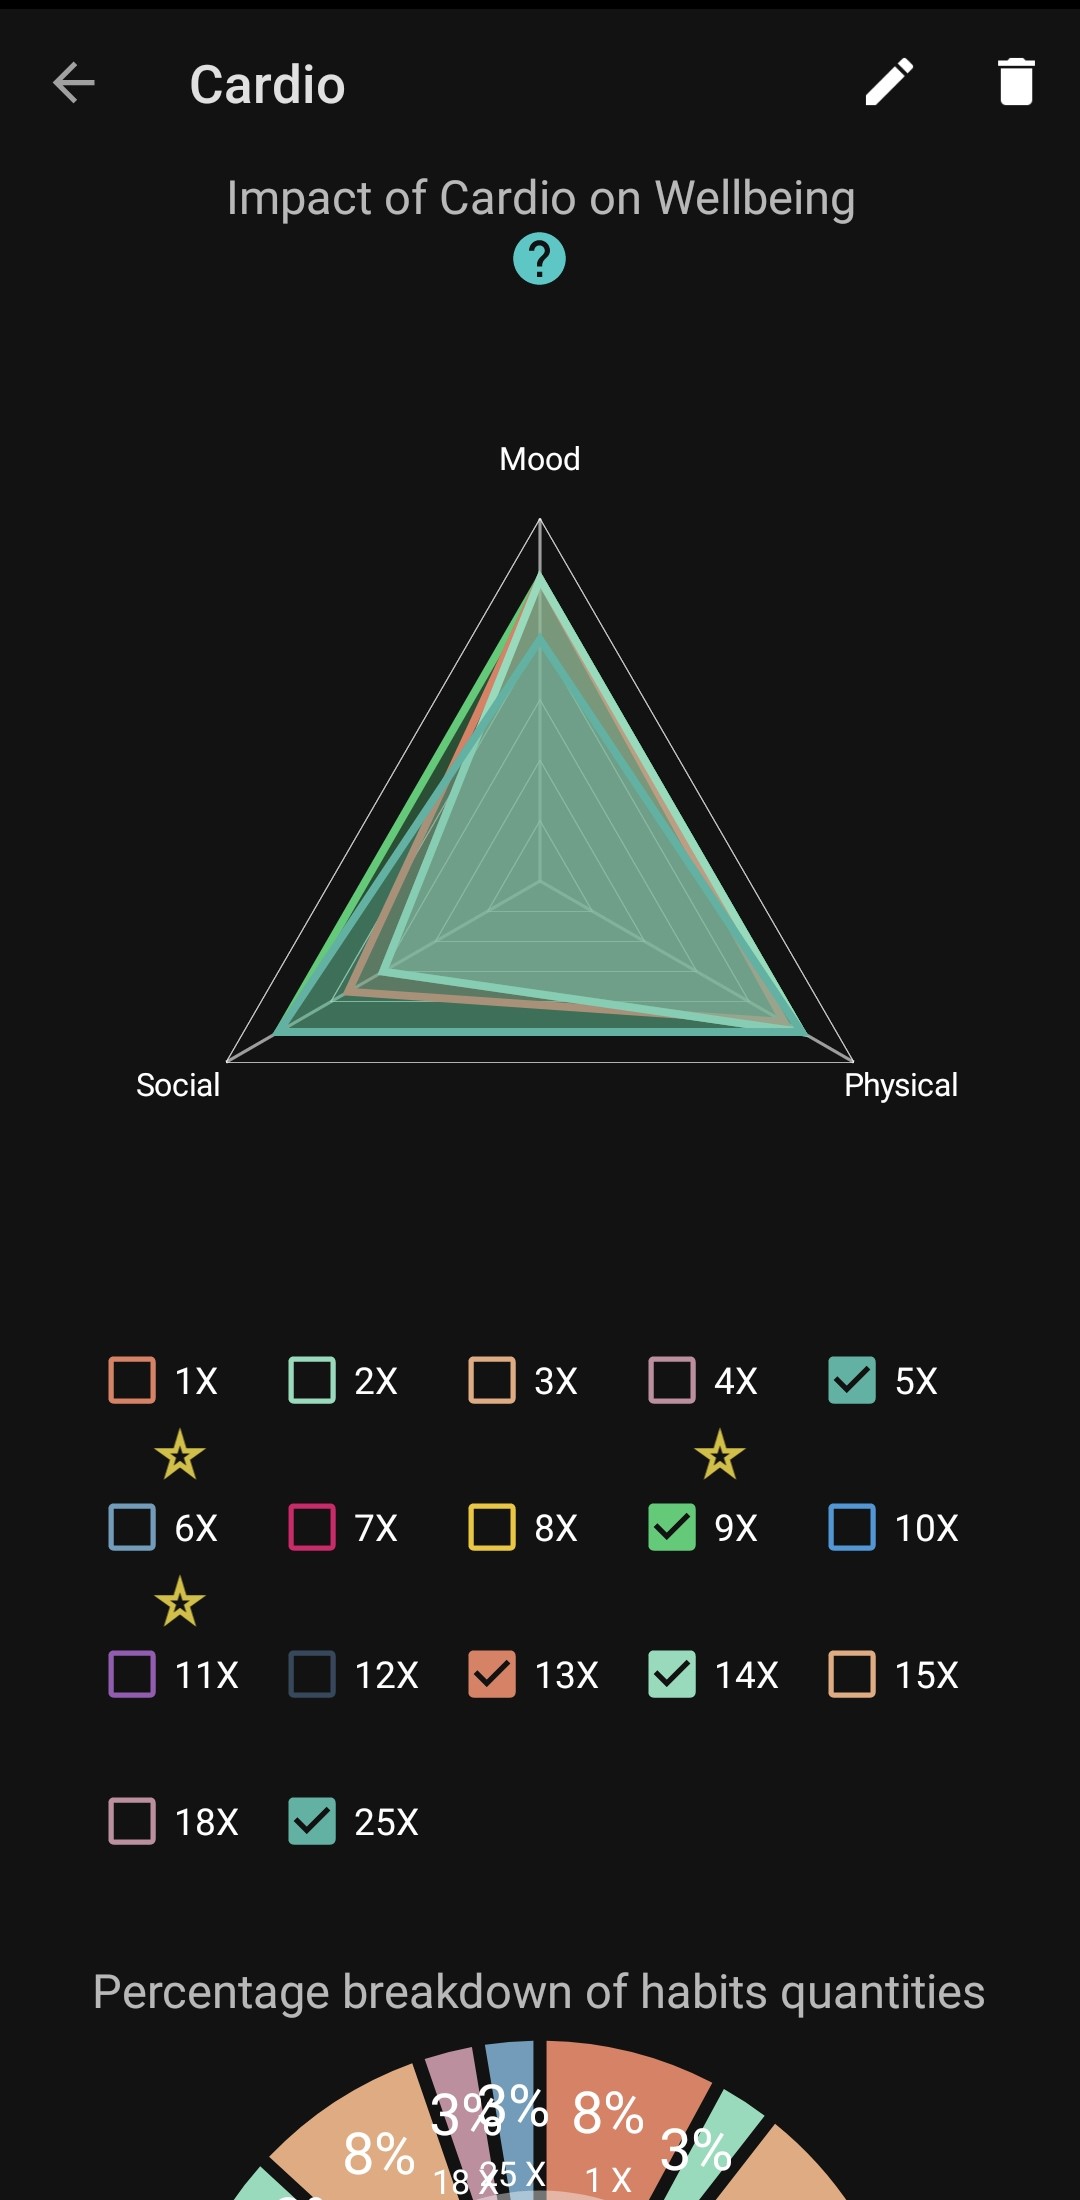 Cardio
Impact of Cardio on Wellbeing
?
Mood
Social
Physical
1X 2X 3X 4X 5X
6X 7X 8X 9X 10X
11X 12X 13X 14X 15X
18X 25X
Percentage breakdown of habits quantities
8% 3% 3% 8% 3%
18 X 25 X 1 X